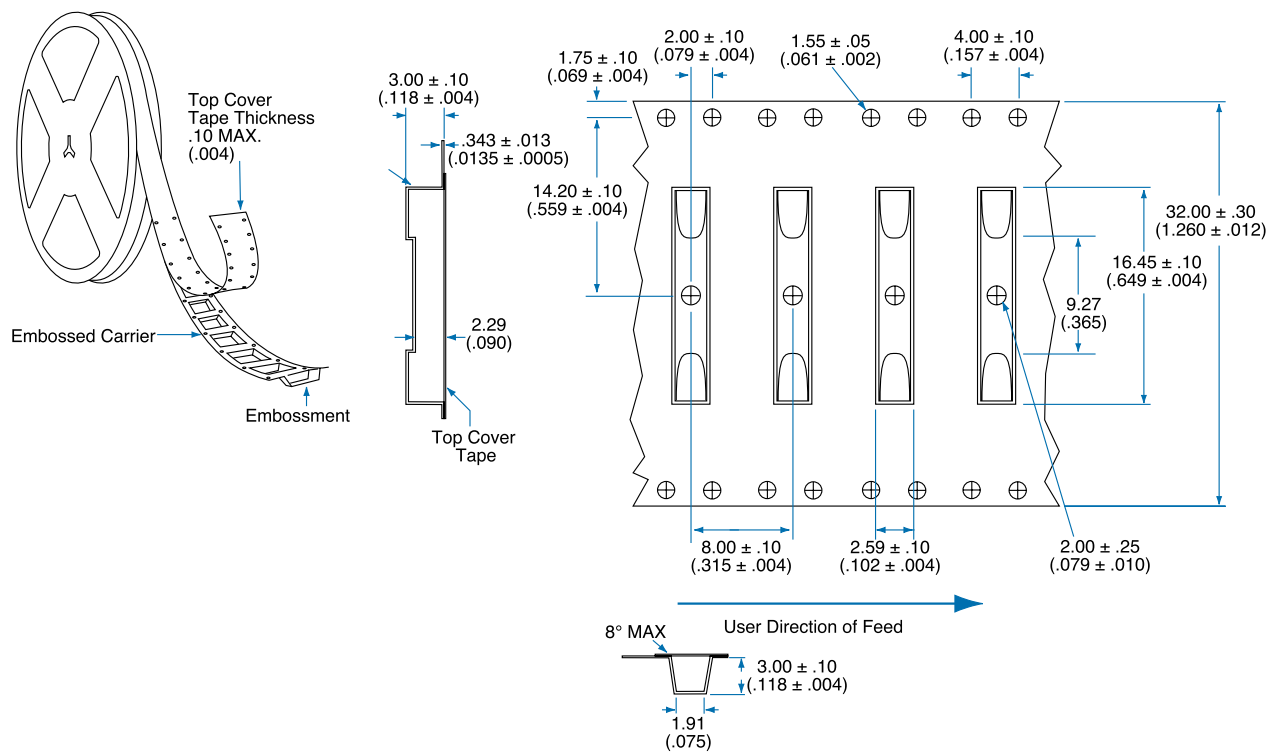 Top Cover
Tape Thickness
.10 MAX.
(.004)
Embossed Carrier
Embossment
3.00 ± .10
(.118 ± .004)
.343 ± .013
(.0135 ± .0005)
2.29
(.090)
Top Cover
Tape
1.75 ± .10
(.069 ± .004)
2.00 ± .10
(.079 ± .004)
1.55 ± .05
(.061 ± .002)
4.00 ± .10
(.157 ± .004)
14.20 ± .10
(.559 ± .004)
32.00 ± .30
(1.260 ± .012)
16.45 ± .10
(.649 ± .004)
9.27
(.365)
8.00 ± .10
(.315 ± .004)
2.59 ± .10
(.102 ± .004)
2.00 ± .25
(.079 ± .010)
User Direction of Feed
8° MAX
3.00 ± .10
(.118 ± .004)
1.91
(.075)